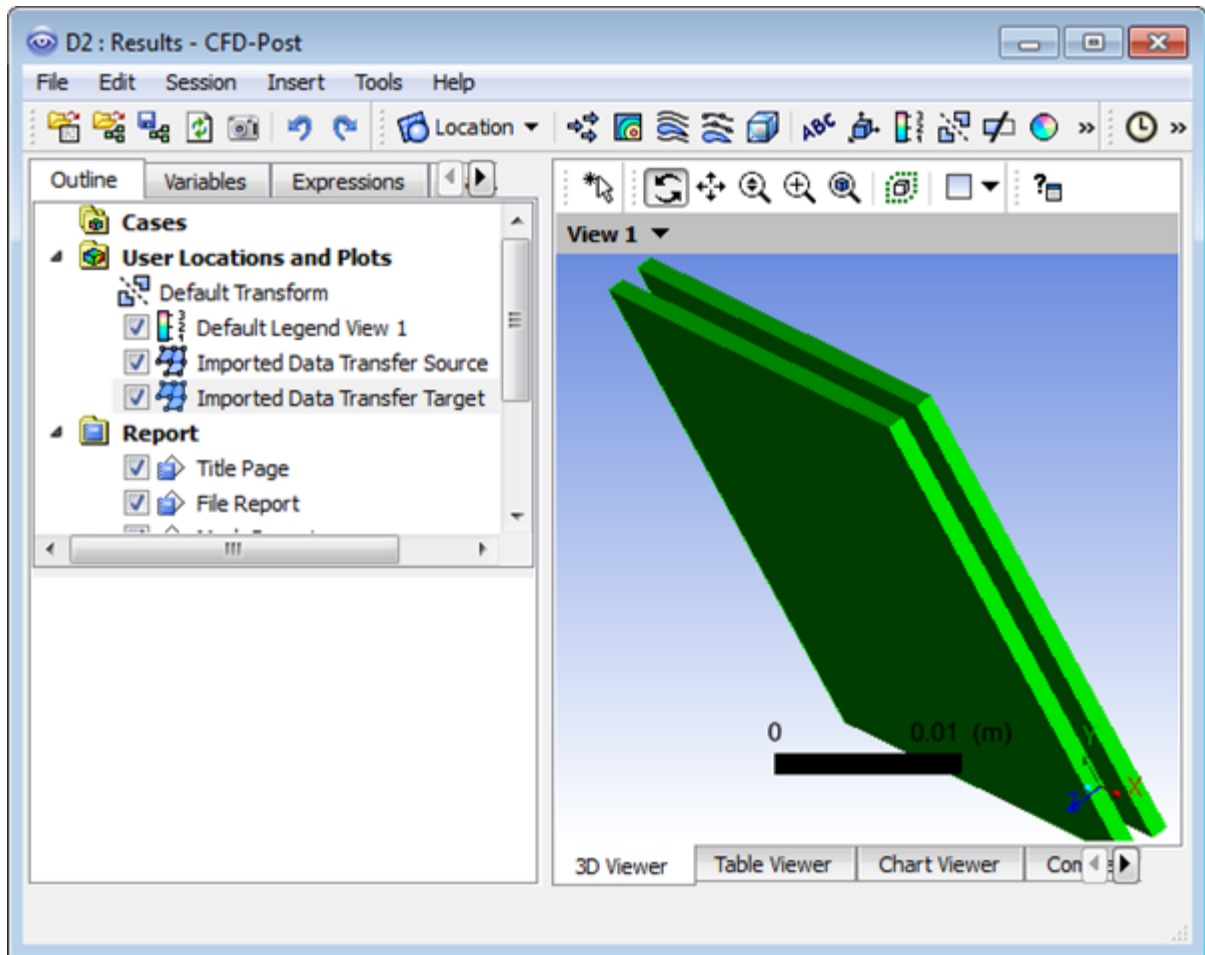 D2 : Results - CFD-Post
File Edit Session Insert Tools Help
Location
ABC
Outline Variables Expressions
Cases
User Locations and Plots
Default Transform
Default Legend View 1
Imported Data Transfer Source
Imported Data Transfer Target
Report
Title Page
File Report
View 1
0 0.01 (m)
Y
X
Z
3D Viewer Table Viewer Chart Viewer